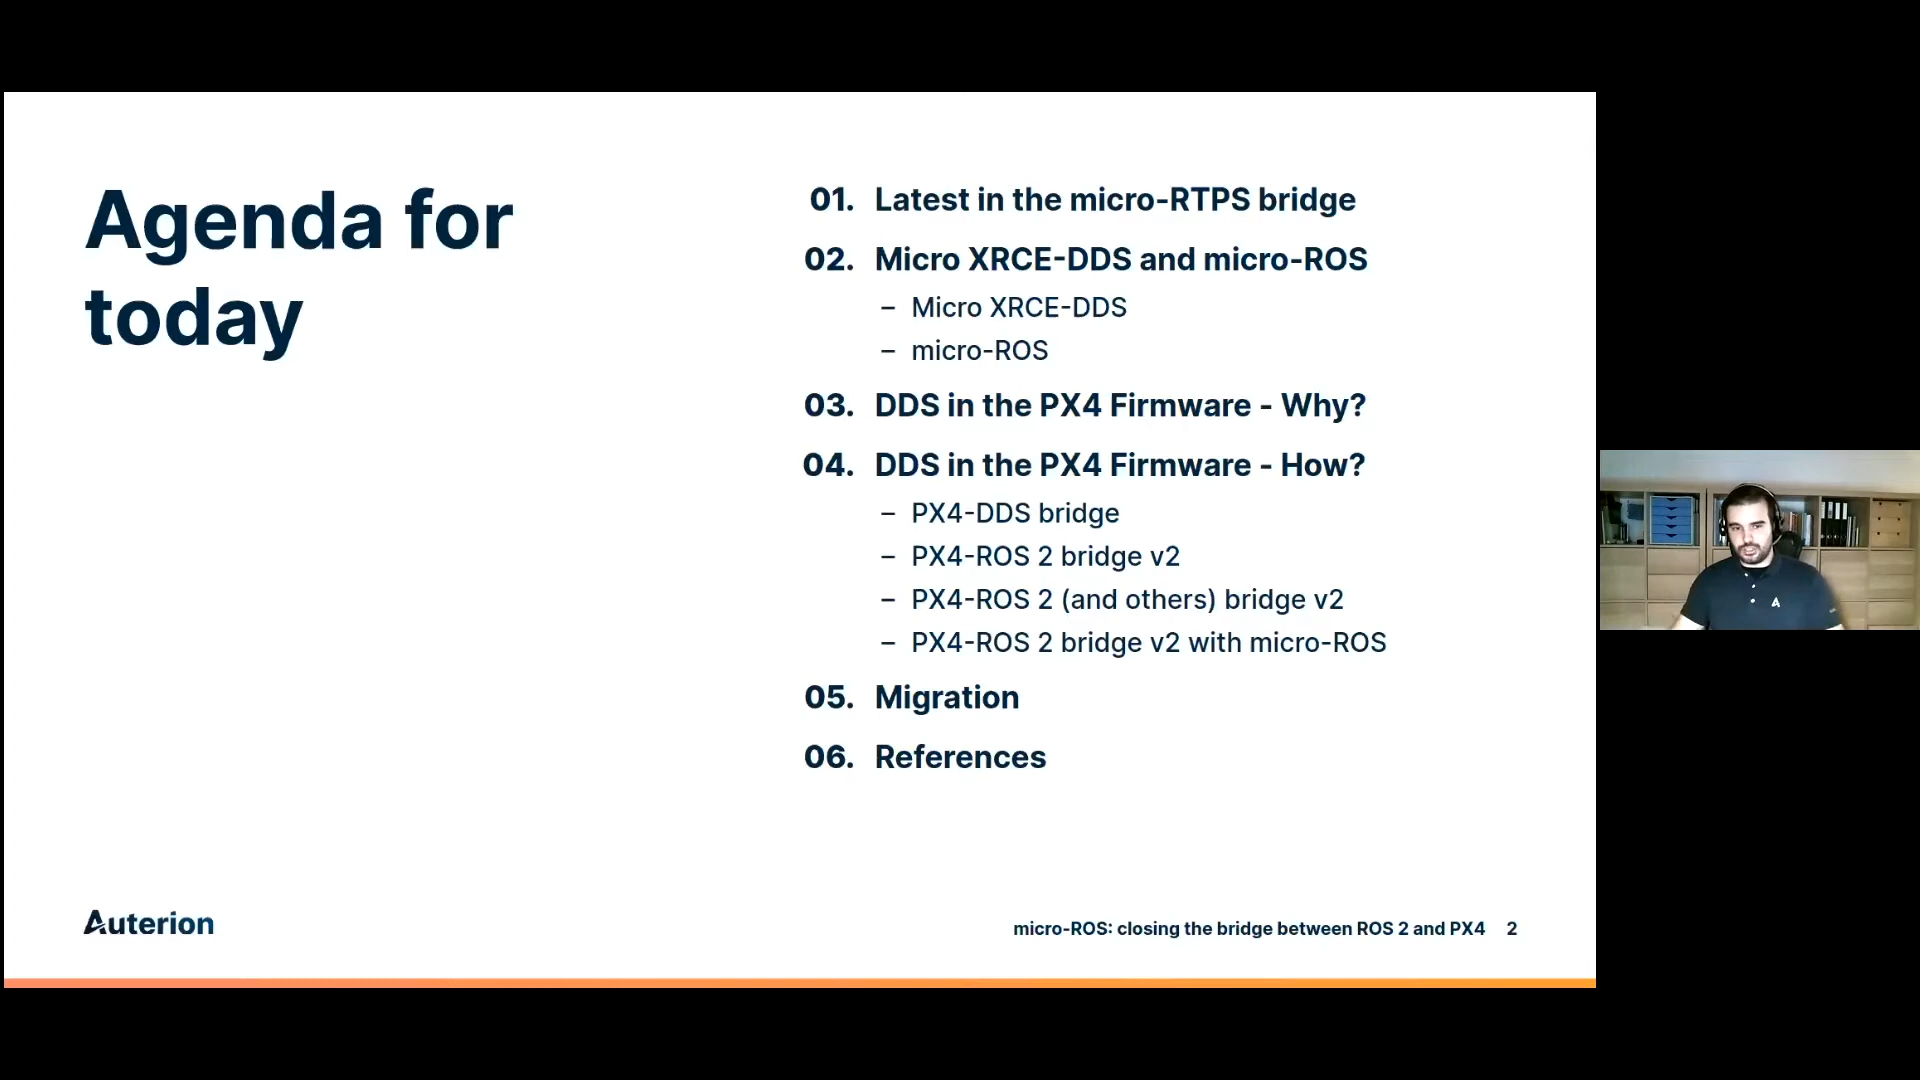 Agenda for
today
01. Latest in the micro-RTPS bridge
02. Micro XRCE-DDS and micro-ROS
– Micro XRCE-DDS
– micro-ROS
03. DDS in the PX4 Firmware - Why?
04. DDS in the PX4 Firmware - How?
– PX4-DDS bridge
– PX4-ROS 2 bridge v2
– PX4-ROS 2 (and others) bridge v2
– PX4-ROS 2 bridge v2 with micro-ROS
05. Migration
06. References
Auterion
micro-ROS: closing the bridge between ROS 2 and PX4 2